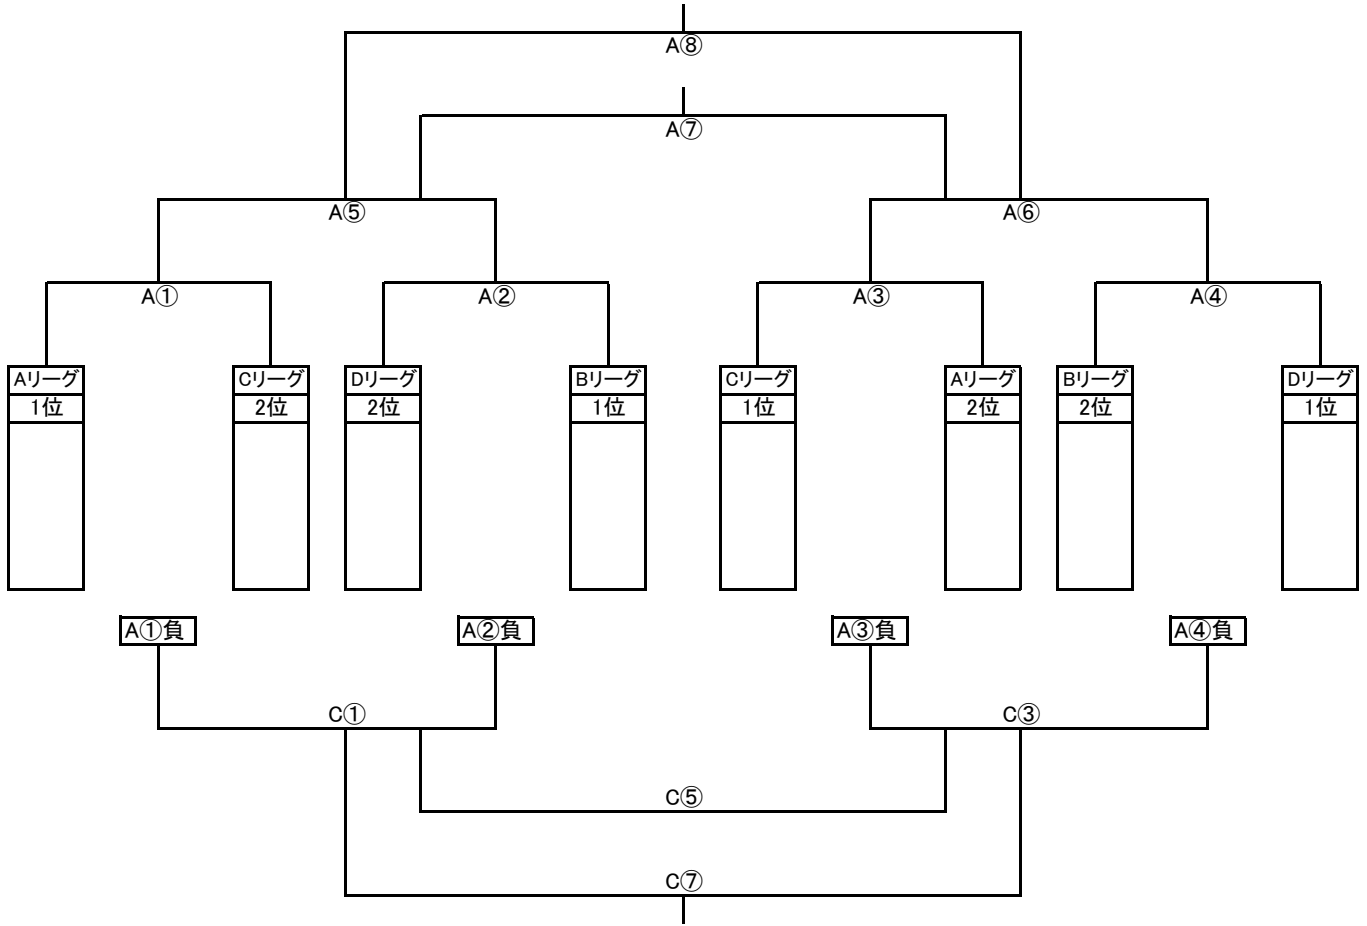 A⑧
A⑦
A⑤ A⑥
A① A② A③ A④
Aリーグ Cリーグ Dリーグ Bリーグ Cリーグ Aリーグ Bリーグ Dリーグ
1位 2位 2位 1位 1位 2位 2位 1位
A①負 A②負 A③負 A④負
C① C③
C⑤
C⑦